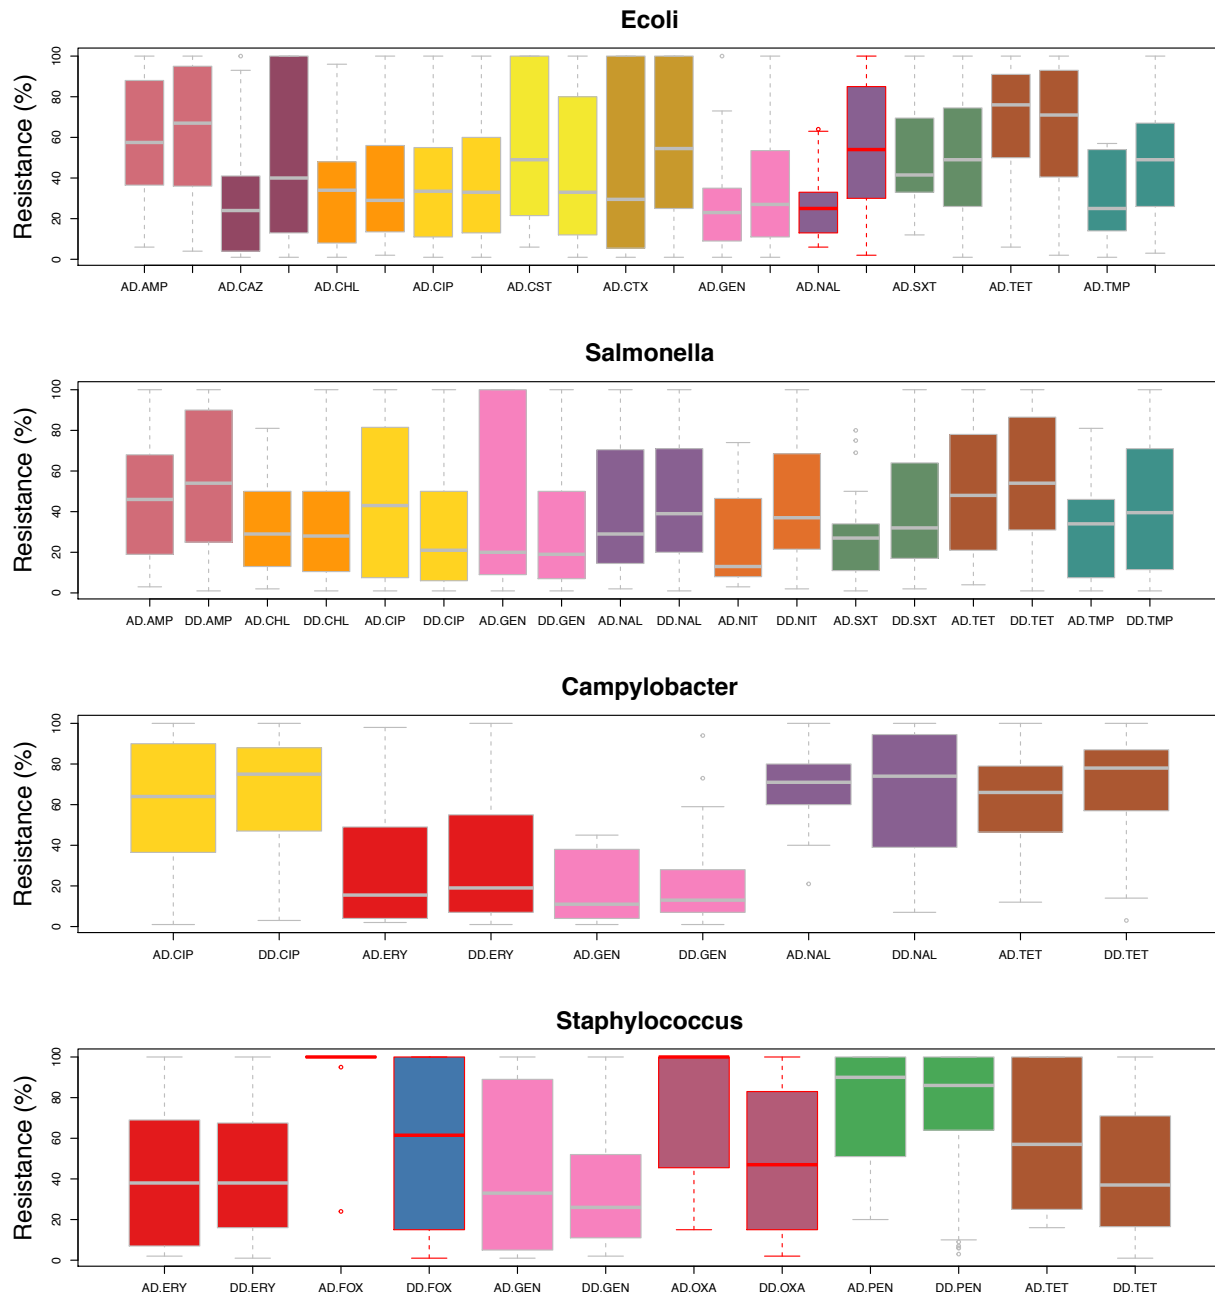 Ecoli
Resistance (%)
0 20 40 60 80 100
AD.AMP AD.CAZ AD.CHL AD.CIP AD.CST AD.CTX AD.GEN AD.NAL AD.SXT AD.TET AD.TMP
Salmonella
Resistance (%)
0 20 40 60 80 100
AD.AMP DD.AMP AD.CHL DD.CHL AD.CIP DD.CIP AD.GEN DD.GEN AD.NAL DD.NAL AD.NIT DD.NIT AD.SXT DD.SXT AD.TET DD.TET AD.TMP DD.TMP
Campylobacter
Resistance (%)
0 20 40 60 80 100
AD.CIP DD.CIP AD.ERY DD.ERY AD.GEN DD.GEN AD.NAL DD.NAL AD.TET DD.TET
Staphylococcus
Resistance (%)
0 20 40 60 80 100
AD.ERY DD.ERY AD.FOX DD.FOX AD.GEN DD.GEN AD.OXA DD.OXA AD.PEN DD.PEN AD.TET DD.TET